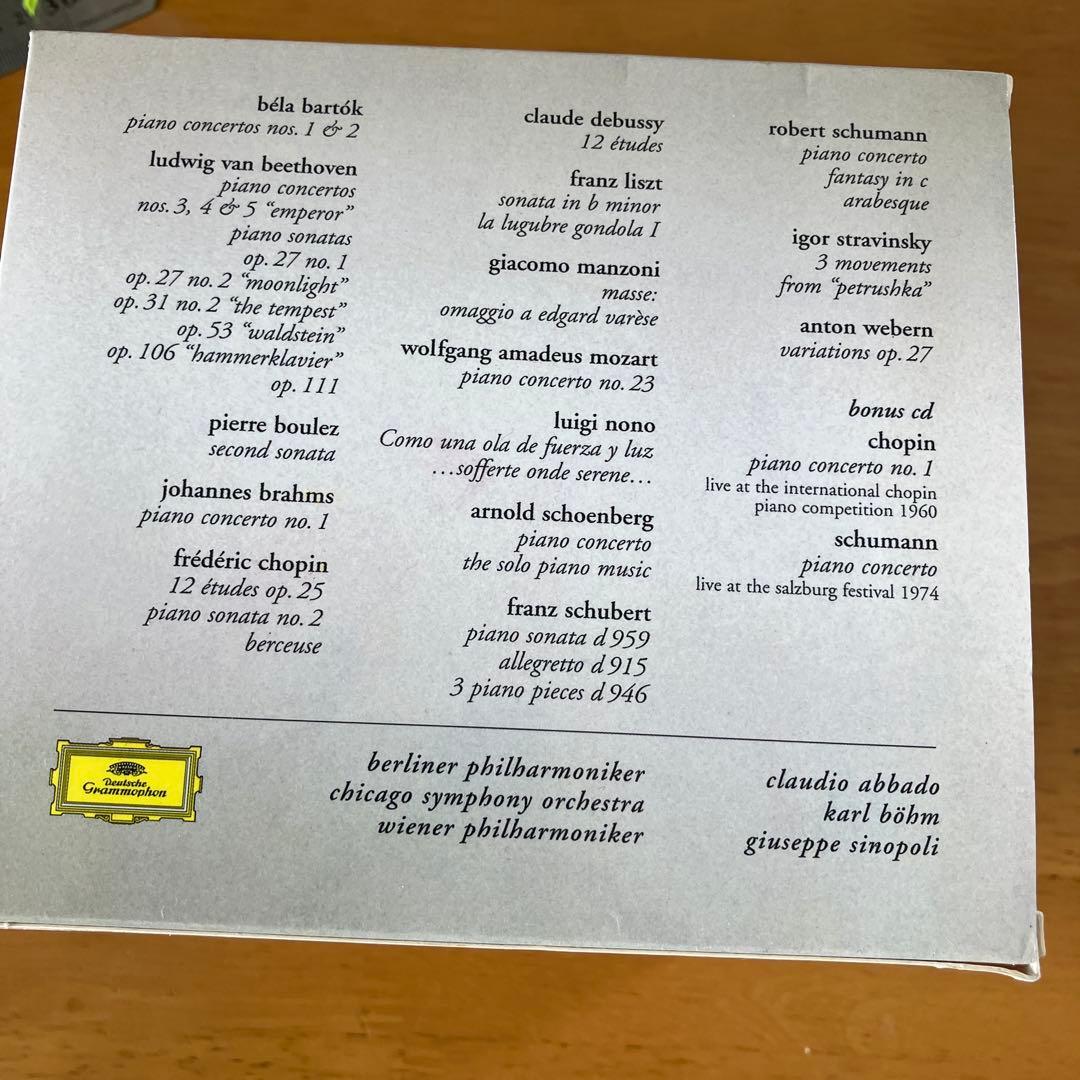 béla bartók
piano concertos nos. 1 & 2
ludwig van beethoven
piano concertos
nos. 3, 4 & 5 “emperor”
piano sonatas
op. 27 no. 1
op. 27 no. 2 “moonlight”
op. 31 no. 2 “the tempest”
op. 53 “waldstein”
op. 106 “hammerklavier”
op. 111
pierre boulez
second sonata
johannes brahms
piano concerto no. 1
frédéric chopin
12 études op. 25
piano sonata no. 2
berceuse
claude debussy
12 études
franz liszt
sonata in b minor
la lugubre gondola I
giacomo manzoni
masse:
omaggio a edgard varèse
wolfgang amadeus mozart
piano concerto no. 23
luigi nono
Como una ola de fuerza y luz
...sofferte onde serene...
arnold schoenberg
piano concerto
the solo piano music
franz schubert
piano sonata d 959
allegretto d 915
3 piano pieces d 946
robert schumann
piano concerto
fantasy in c
arabesque
igor stravinsky
3 movements
from “petrushka”
anton webern
variations op. 27
bonus cd
chopin
piano concerto no. 1
live at the international chopin
piano competition 1960
schumann
piano concerto
live at the salzburg festival 1974
Deutsche
Grammophon
berliner philharmoniker
chicago symphony orchestra
wiener philharmoniker
claudio abbado
karl böhm
giuseppe sinopoli